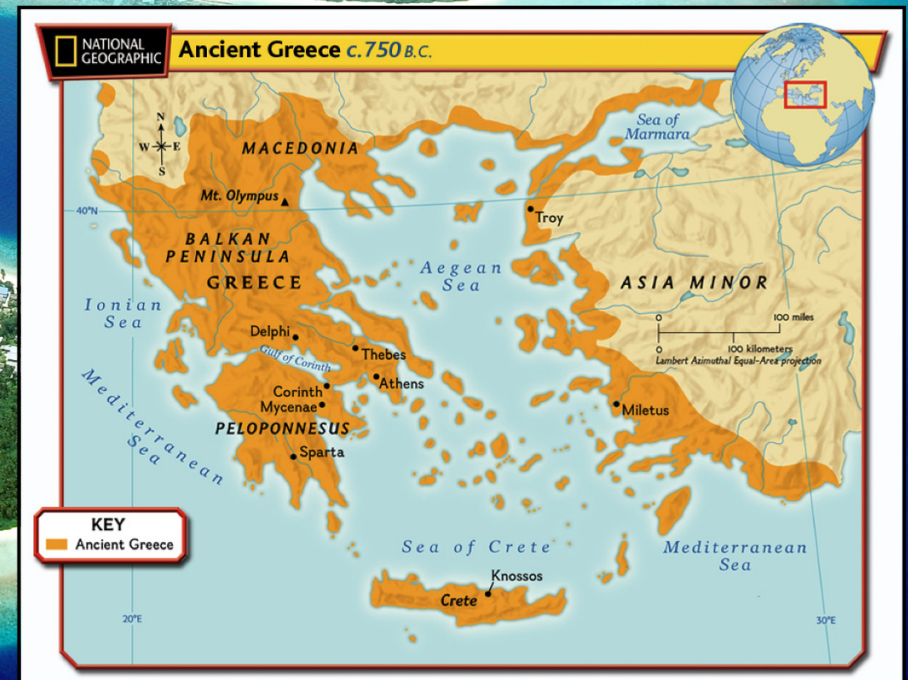 NATIONAL
GEOGRAPHIC
Ancient Greece c.750 B.C.
Sea of
Marmara
N
W E
S
MACEDONIA
Mt. Olympus
40°N
Troy
BALKAN
PENINSULA
GREECE
Aegean
Sea
ASIA MINOR
Ionian
Sea
0 100 miles
0 100 kilometers
Lambert Azimuthal Equal-Area projection
Delphi
Thebes
Gulf of Corinth
Athens
Corinth
Mycenae
Miletus
PELOPONNESUS
Mediterranean
Sea
Sparta
KEY
Ancient Greece
Sea of Crete
Mediterranean
Sea
Knossos
Crete
20°E
30°E